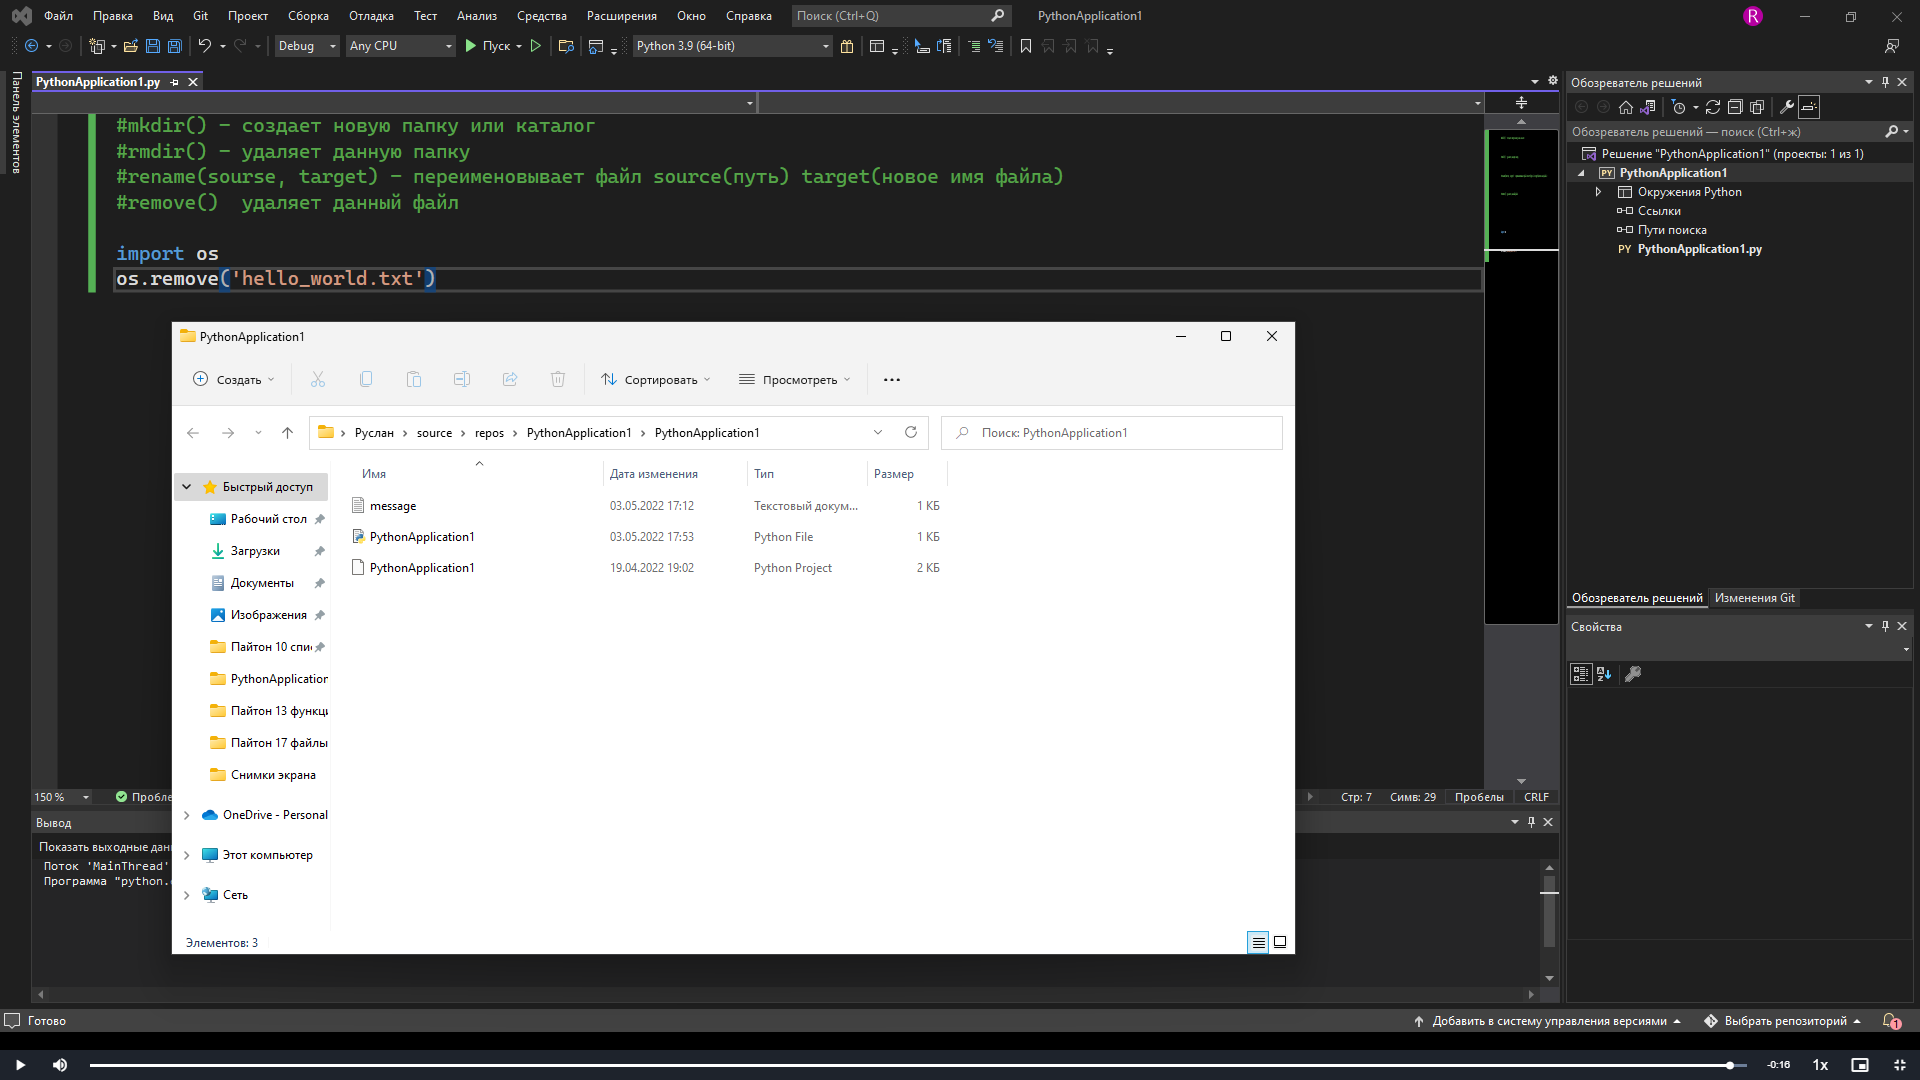 Файл Правка Вид Git Проект Сборка Отладка Тест Анализ Средства Расширения Окно Справка Поиск (Ctrl+Q) PythonApplication1 R
Debug Any CPU Пуск Python 3.9 (64-bit)
Панель элементов
PythonApplication1.py
#mkdir() - создает новую папку или каталог
#rmdir() - удаляет данную папку
#rename(sourse, target) - переименовывает файл source(путь) target(новое имя файла)
#remove()  удаляет данный файл
import os
os.remove('hello_world.txt')
PythonApplication1
Создать Сортировать Просмотреть
Руслан source repos PythonApplication1 PythonApplication1 Поиск: PythonApplication1
Имя Дата изменения Тип Размер
message 03.05.2022 17:12 Текстовый докум... 1 КБ
PythonApplication1 03.05.2022 17:53 Python File 1 КБ
PythonApplication1 19.04.2022 19:02 Python Project 2 КБ
Быстрый доступ
Рабочий стол
Загрузки
Документы
Изображения
Пайтон 10 спи
PythonApplication
Пайтон 13 функци
Пайтон 17 файлы
Снимки экрана
OneDrive - Personal
Этот компьютер
Сеть
Элементов: 3
150 % Пробле Стр: 7 Симв: 29 Пробелы CRLF
Вывод
Показать выходные дан
Поток 'MainThread'
Программа "python.
Обозреватель решений
Обозреватель решений — поиск (Ctrl+ж)
Решение "PythonApplication1" (проекты: 1 из 1)
PY PythonApplication1
Окружения Python
Ссылки
Пути поиска
PY PythonApplication1.py
Обозреватель решений Изменения Git
Свойства
Готово Добавить в систему управления версиями Выбрать репозиторий 1
-0:16 1x